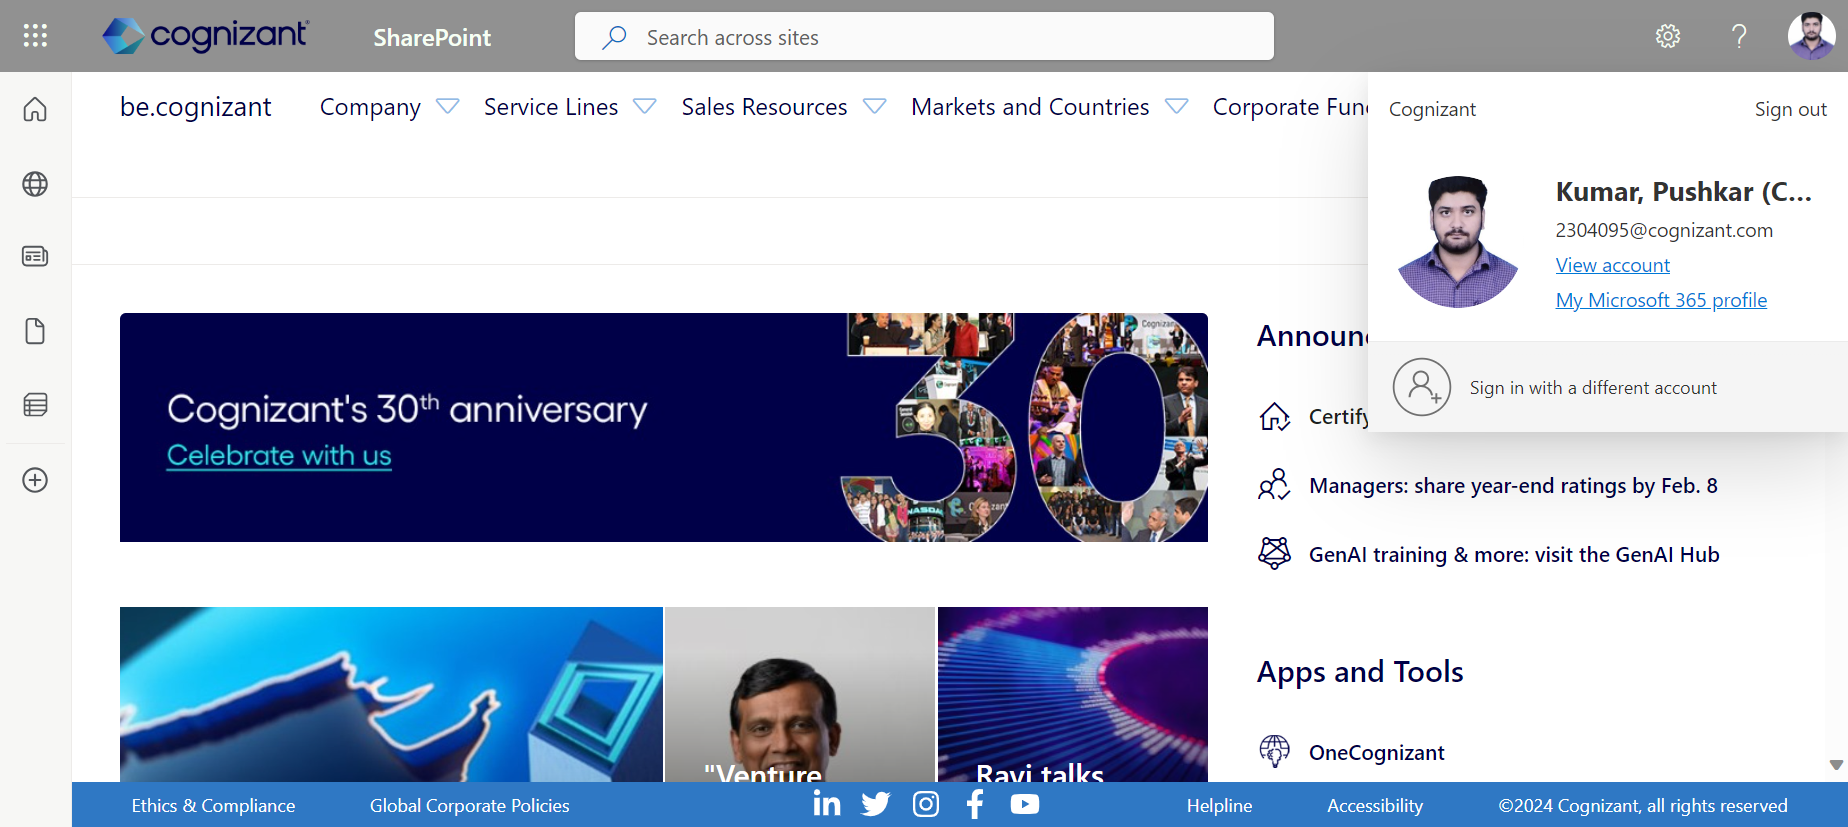 cognizant
SharePoint
Search across sites
be.cognizant
Company
Service Lines
Sales Resources
Markets and Countries
Corporate Fun
Cognizant
Sign out
Kumar, Pushkar (C...
2304095@cognizant.com
View account
My Microsoft 365 profile
Sign in with a different account
Cognizant's 30th anniversary
Celebrate with us
30
Announ
Certify
Managers: share year-end ratings by Feb. 8
GenAI training & more: visit the GenAI Hub
"Venture
Ravi talks
Apps and Tools
OneCognizant
Ethics & Compliance
Global Corporate Policies
in
Helpline
Accessibility
©2024 Cognizant, all rights reserved